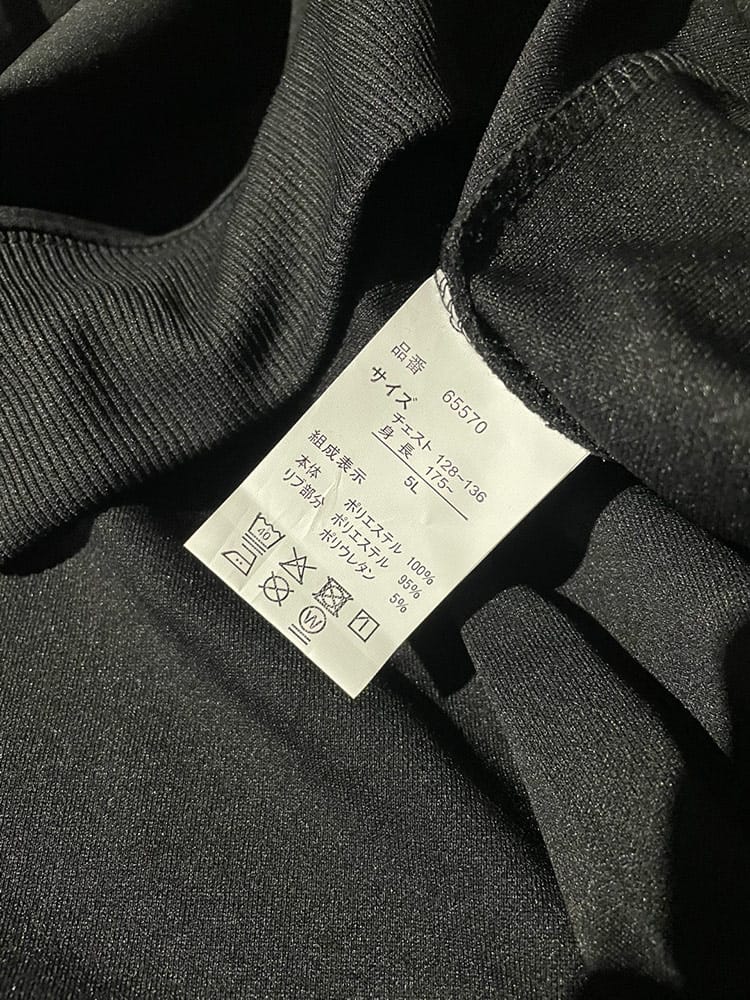 品番 65570
サイズ
チェスト 128~136
身長 175~
5L
組成表示
本体 ポリエステル 100%
リブ部分 ポリエステル 95%
ポリウレタン 5%
40
W